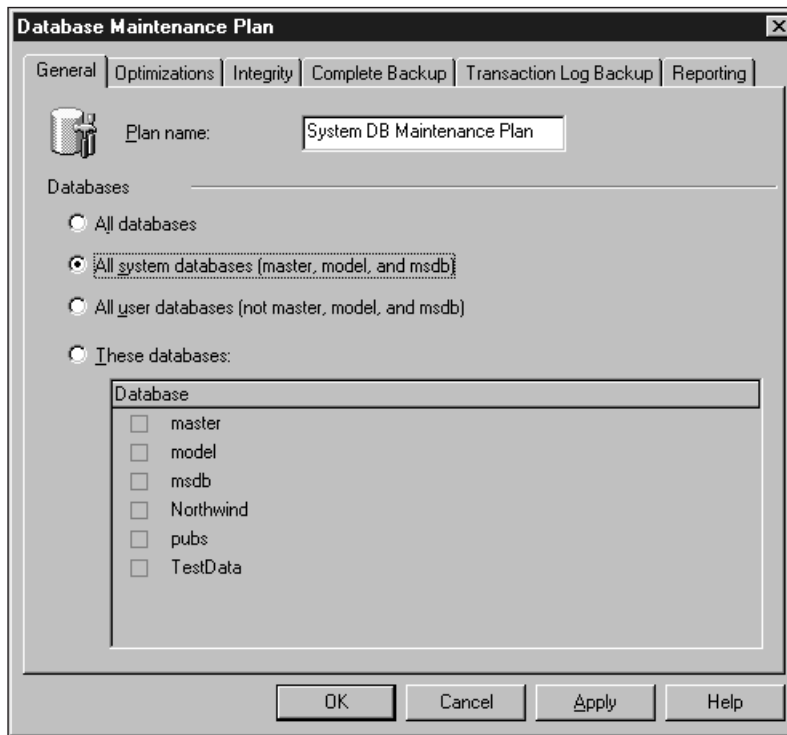 Database Maintenance Plan
General Optimizations Integrity Complete Backup Transaction Log Backup Reporting
Plan name: System DB Maintenance Plan
Databases
All databases
All system databases (master, model, and msdb)
All user databases (not master, model, and msdb)
These databases:
Database
master
model
msdb
Northwind
pubs
TestData
OK Cancel Apply Help